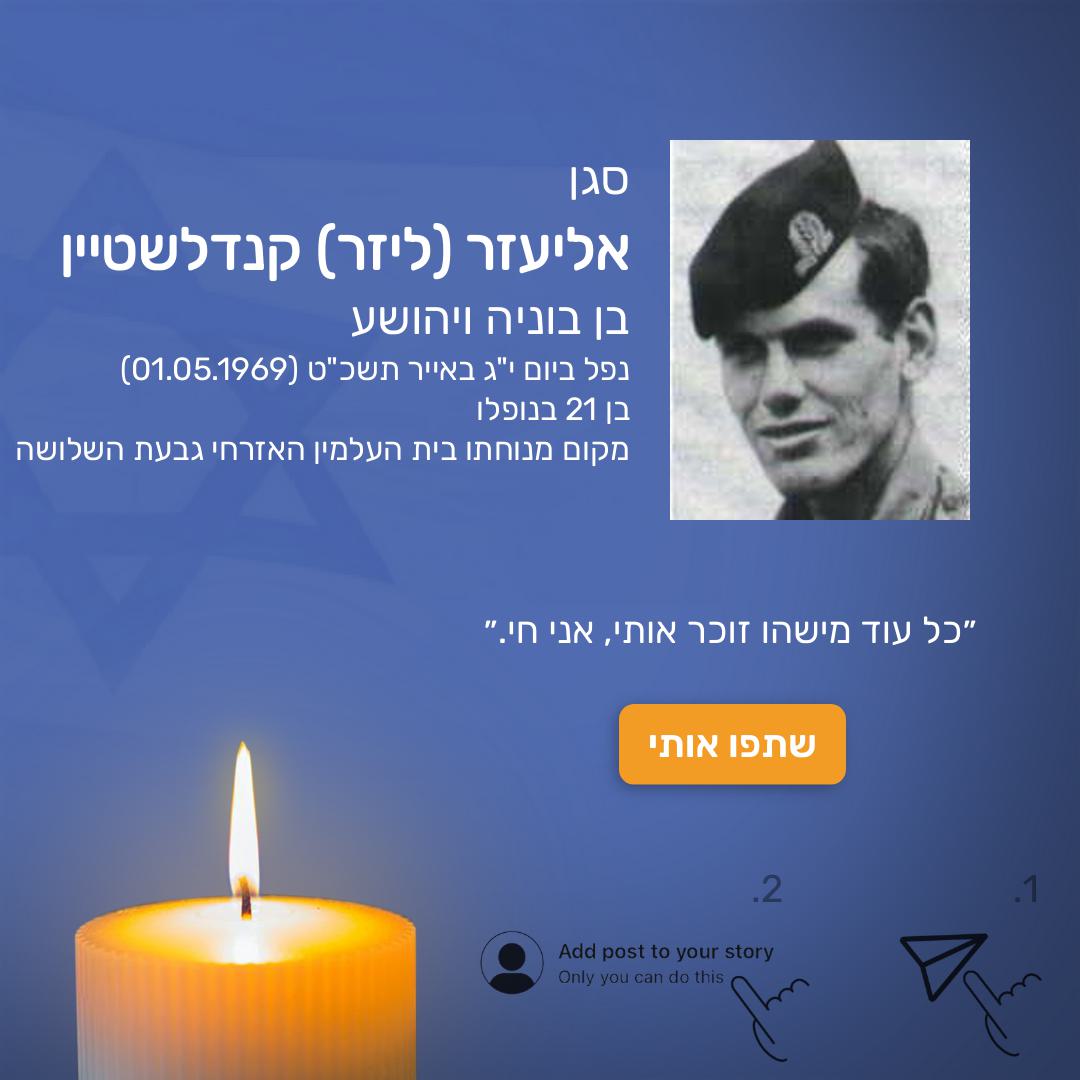 סגן
אליעזר (ליזר) קנדלשטיין
בן בוניה ויהושע
נפל ביום י"ג באייר תשכ"ט (01.05.1969)
בן 21 בנופלו
מקום מנוחתו בית העלמין האזרחי גבעת השלושה
״כל עוד מישהו זוכר אותי, אני חי.״
שתפו אותי
1.
2.
Add post to your story
Only you can do this